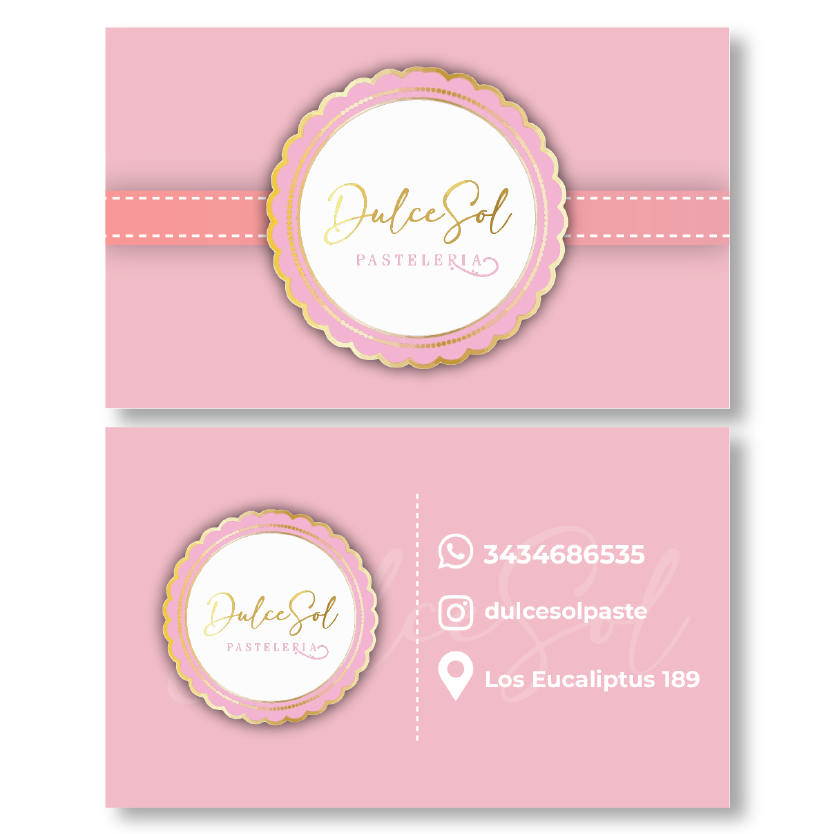 DulceSol
PASTELERIA
DulceSol
PASTELERIA
3434686535
dulcesolpaste
Los Eucaliptus 189